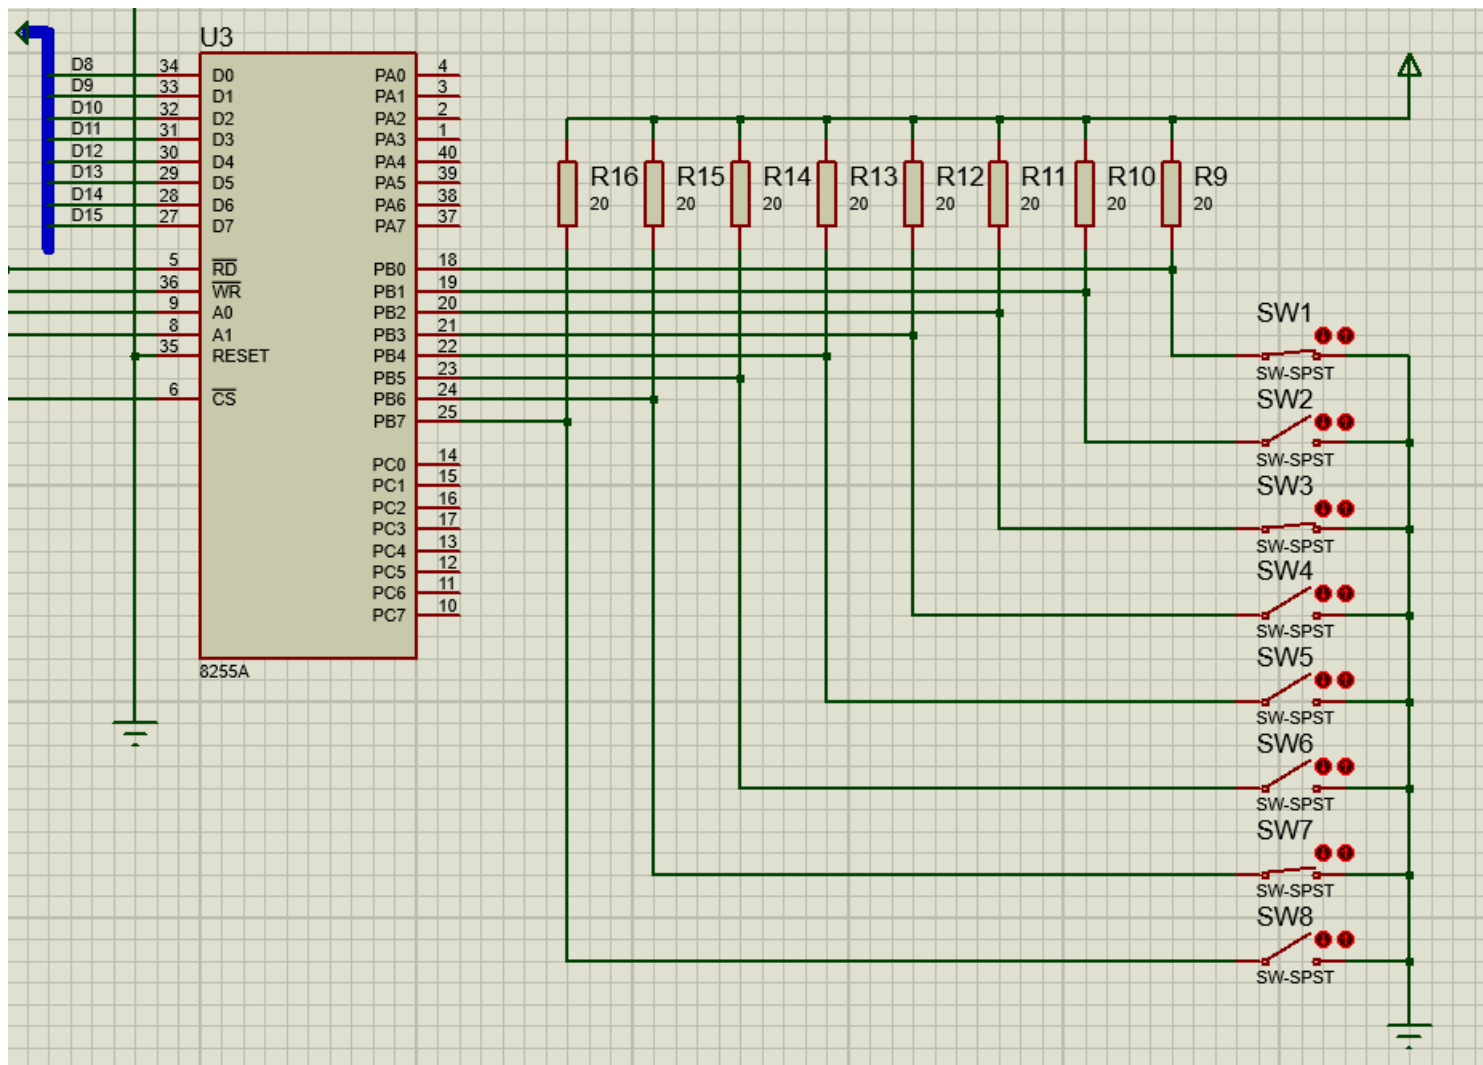 U3
D8 34 D0 PA0 4
D9 33 D1 PA1 3
D10 32 D2 PA2 2
D11 31 D3 PA3 1
D12 30 D4 PA4 40
D13 29 D5 PA5 39
D14 28 D6 PA6 38
D15 27 D7 PA7 37
5 RD PB0 18
36 WR PB1 19
9 A0 PB2 20
8 A1 PB3 21
35 RESET PB4 22
PB5 23
6 CS PB6 24
PB7 25
PC0 14
PC1 15
PC2 16
PC3 17
PC4 13
PC5 12
PC6 11
PC7 10
8255A
R16 R15 R14 R13 R12 R11 R10 R9
20 20 20 20 20 20 20 20
SW1
SW-SPST
SW2
SW-SPST
SW3
SW-SPST
SW4
SW-SPST
SW5
SW-SPST
SW6
SW-SPST
SW7
SW-SPST
SW8
SW-SPST